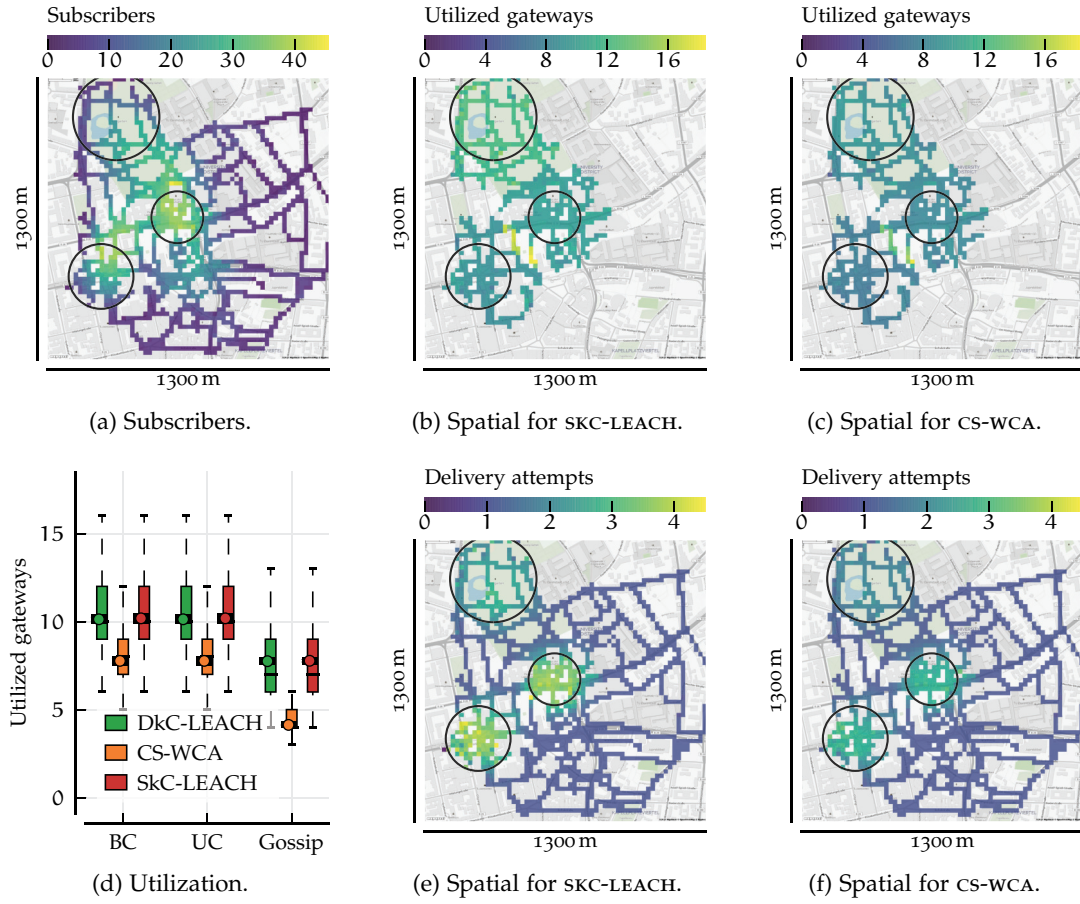 Subscribers
0 10 20 30 40
1300 m
1300 m
(a) Subscribers.
Utilized gateways
0 4 8 12 16
1300 m
1300 m
(b) Spatial for SKC-LEACH.
Utilized gateways
0 4 8 12 16
1300 m
1300 m
(c) Spatial for CS-WCA.
Utilized gateways
15
10
5
0
DkC-LEACH
CS-WCA
SkC-LEACH
BC UC Gossip
(d) Utilization.
Delivery attempts
0 1 2 3 4
1300 m
1300 m
(e) Spatial for SKC-LEACH.
Delivery attempts
0 1 2 3 4
1300 m
1300 m
(f) Spatial for CS-WCA.